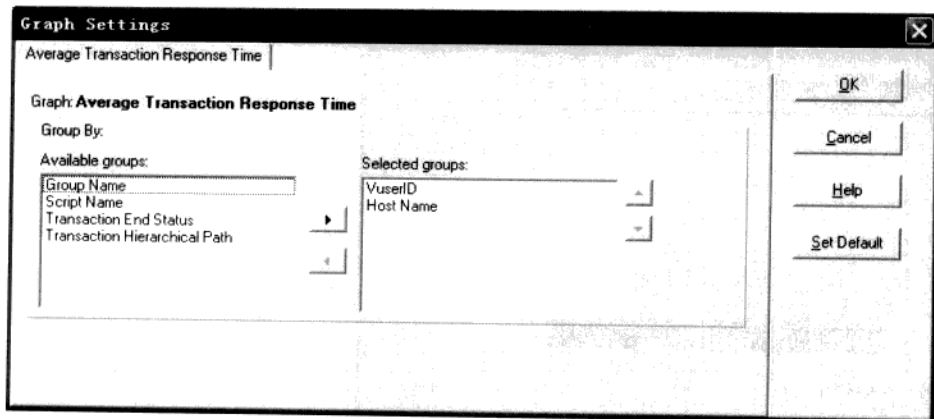 Graph Settings
Average Transaction Response Time
Graph: Average Transaction Response Time
Group By:
Available groups:
Group Name
Script Name
Transaction End Status
Transaction Hierarchical Path
Selected groups:
VuserID
Host Name
OK
Cancel
Help
Set Default